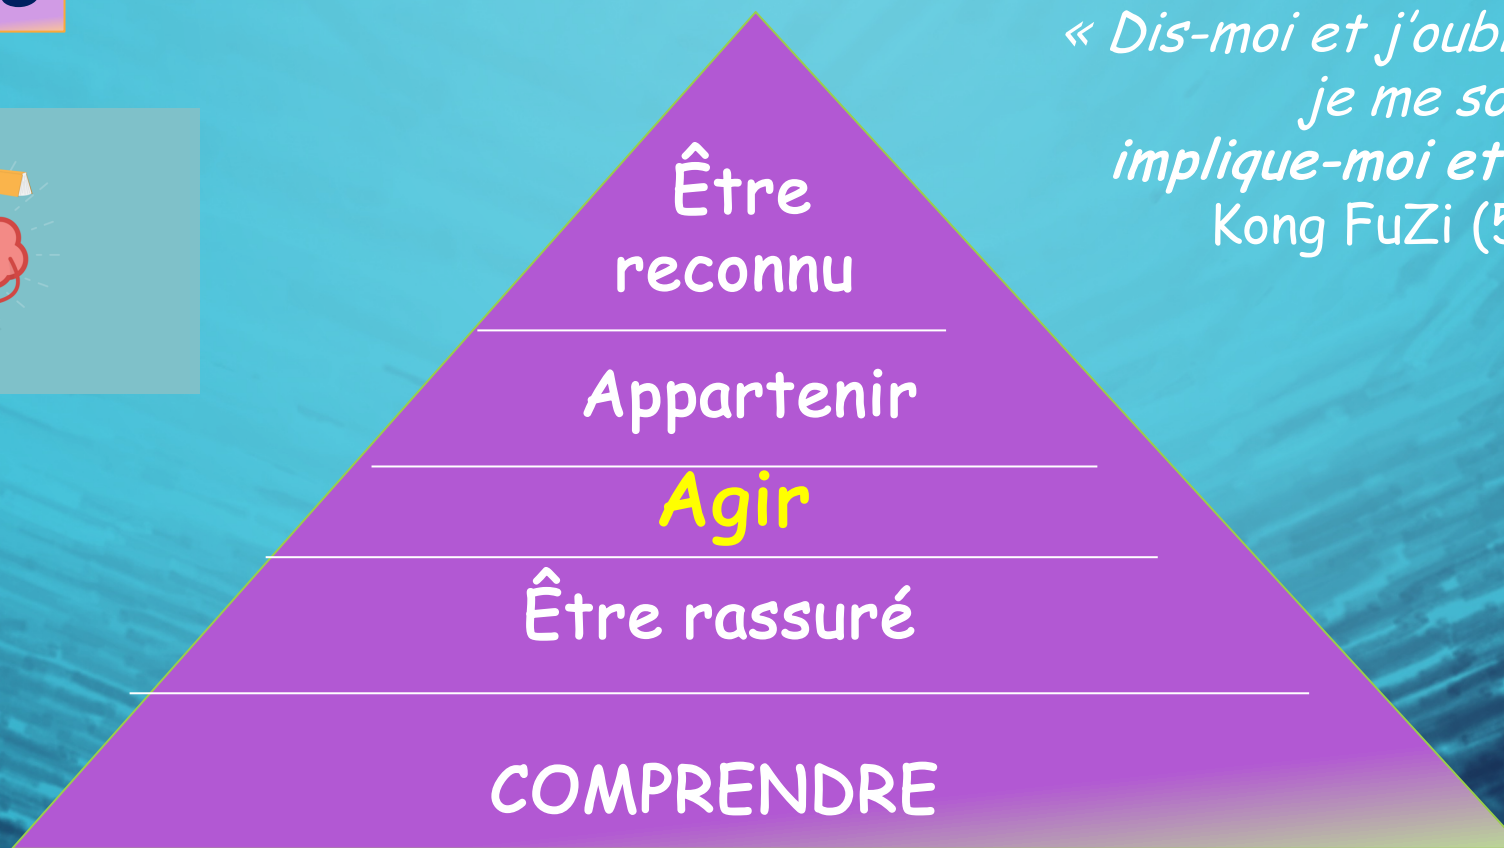 « Dis-moi et j'oubl
je me so
implique-moi et
Kong FuZi (5
Être
reconnu
Appartenir
Agir
Être rassuré
COMPRENDRE